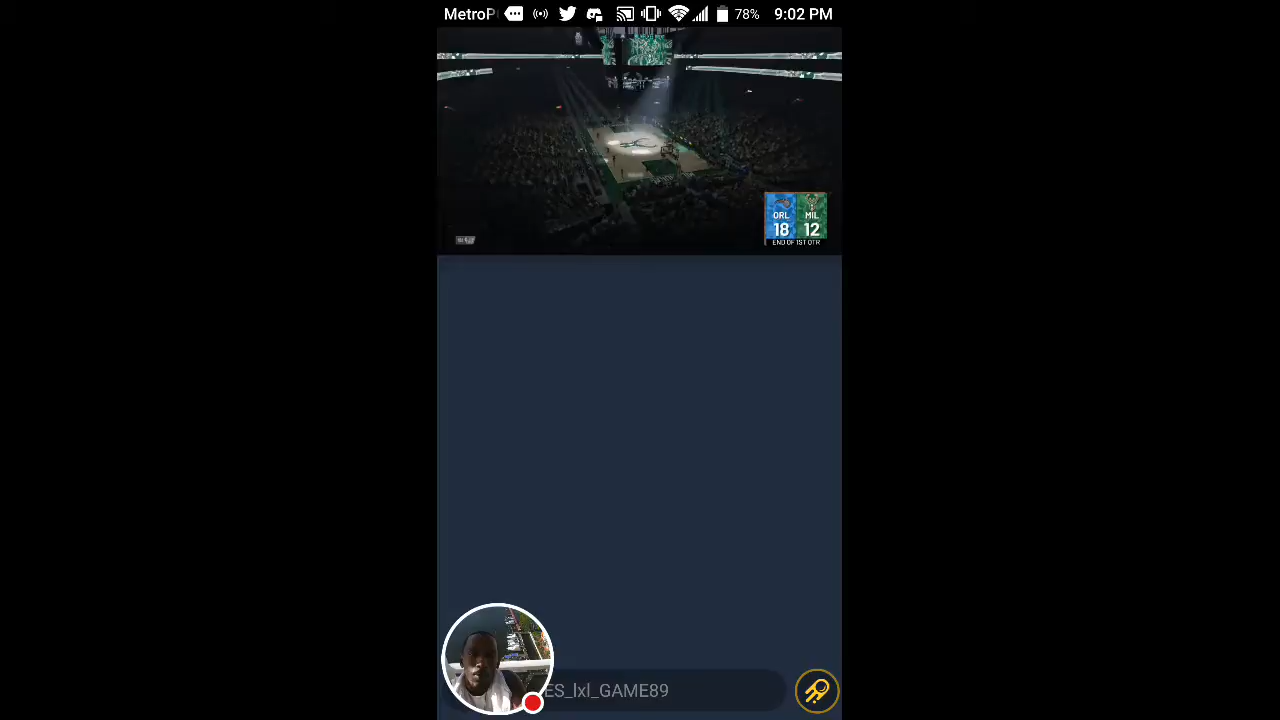 MetroP
78%
9:02 PM
ORL MIL
18 12
END OF 1ST QTR
ES_lxl_GAME89